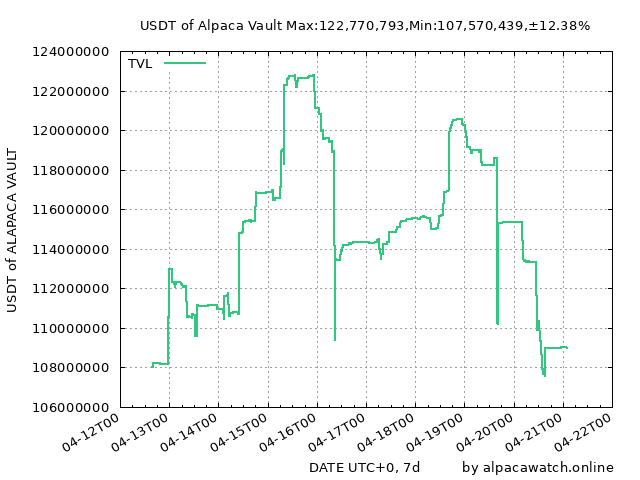 USDT of Alpaca Vault Max:122,770,793,Min:107,570,439,±12.38%
TVL
124000000
122000000
120000000
118000000
116000000
114000000
112000000
110000000
108000000
106000000
USDT of ALAPACA VAULT
04-12T00
04-13T00
04-14T00
04-15T00
04-16T00
04-17T00
04-18T00
04-19T00
04-20T00
04-21T00
04-22T00
DATE UTC+0, 7d
by alpacawatch.online